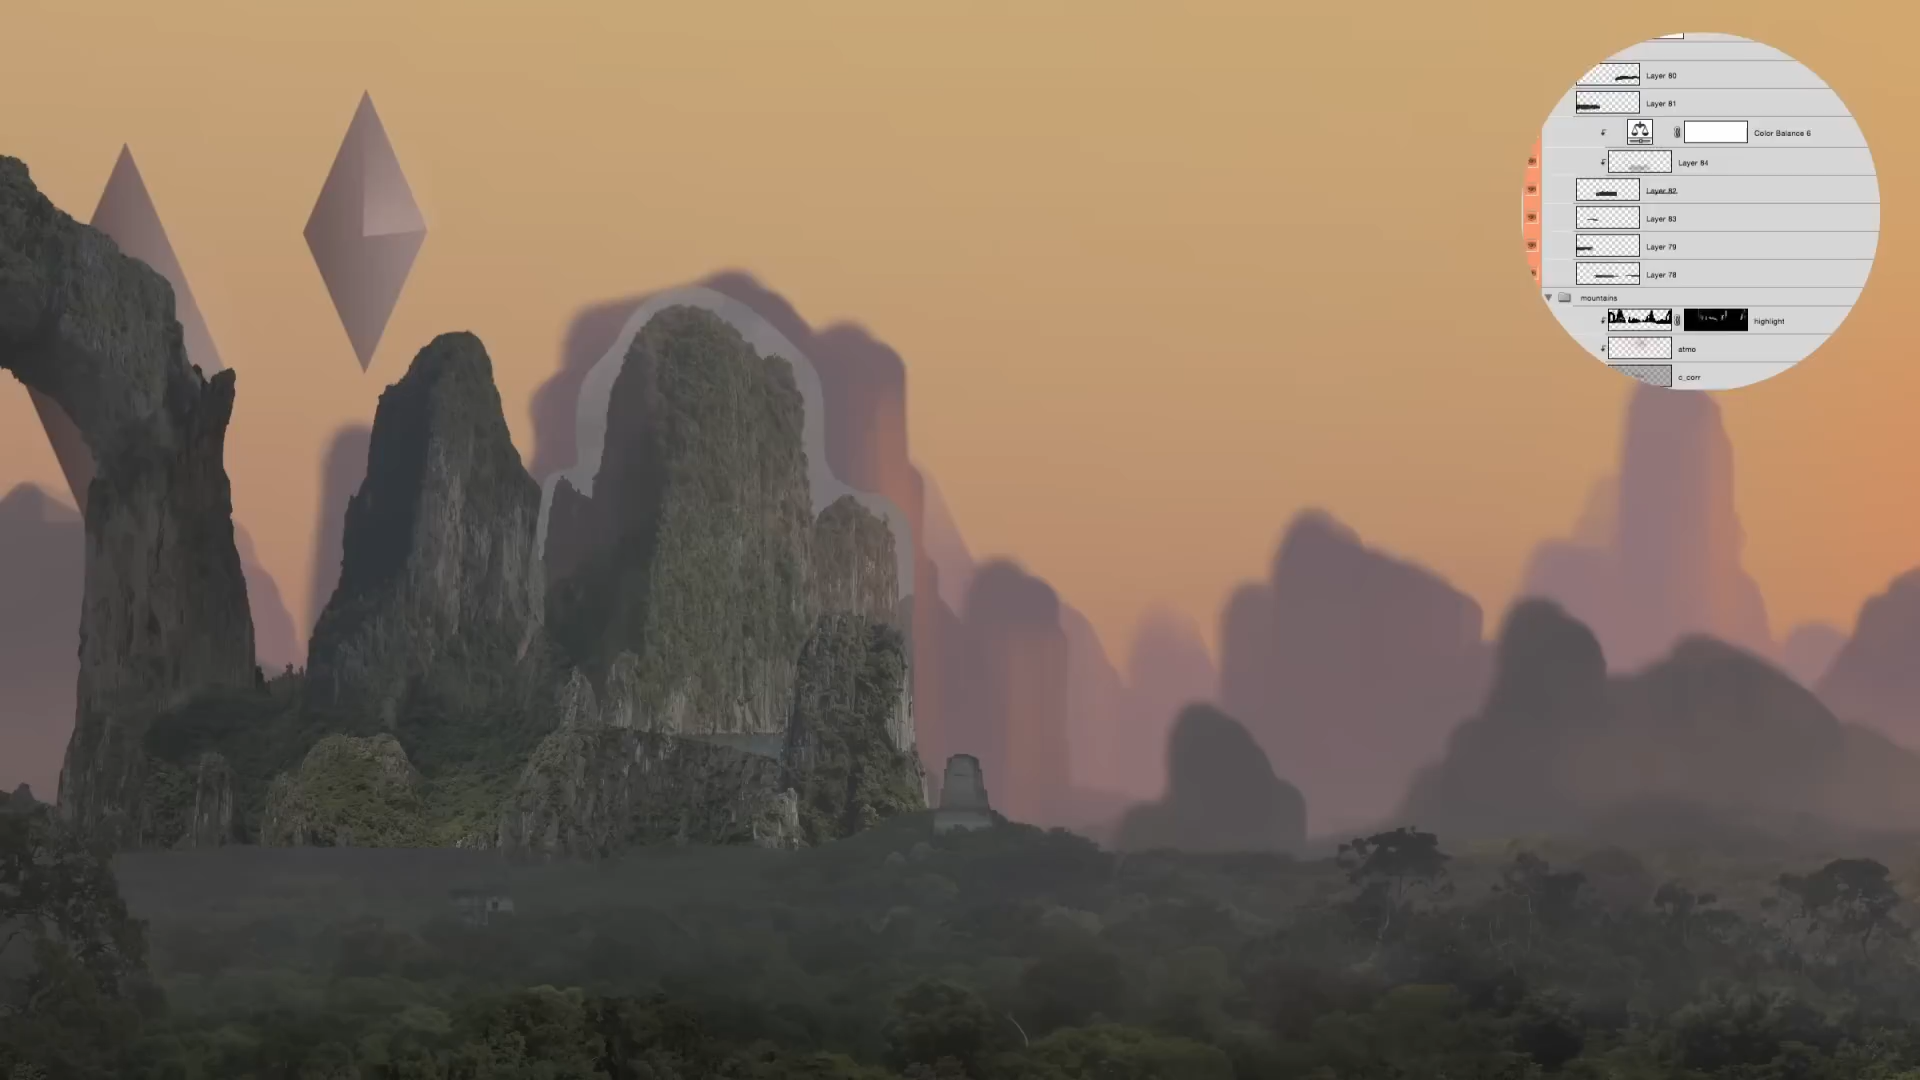 Layer 80
Layer 81
Color Balance 6
Layer 84
Layer 82
Layer 83
Layer 79
Layer 78
mountains
highlight
atmo
c_corr